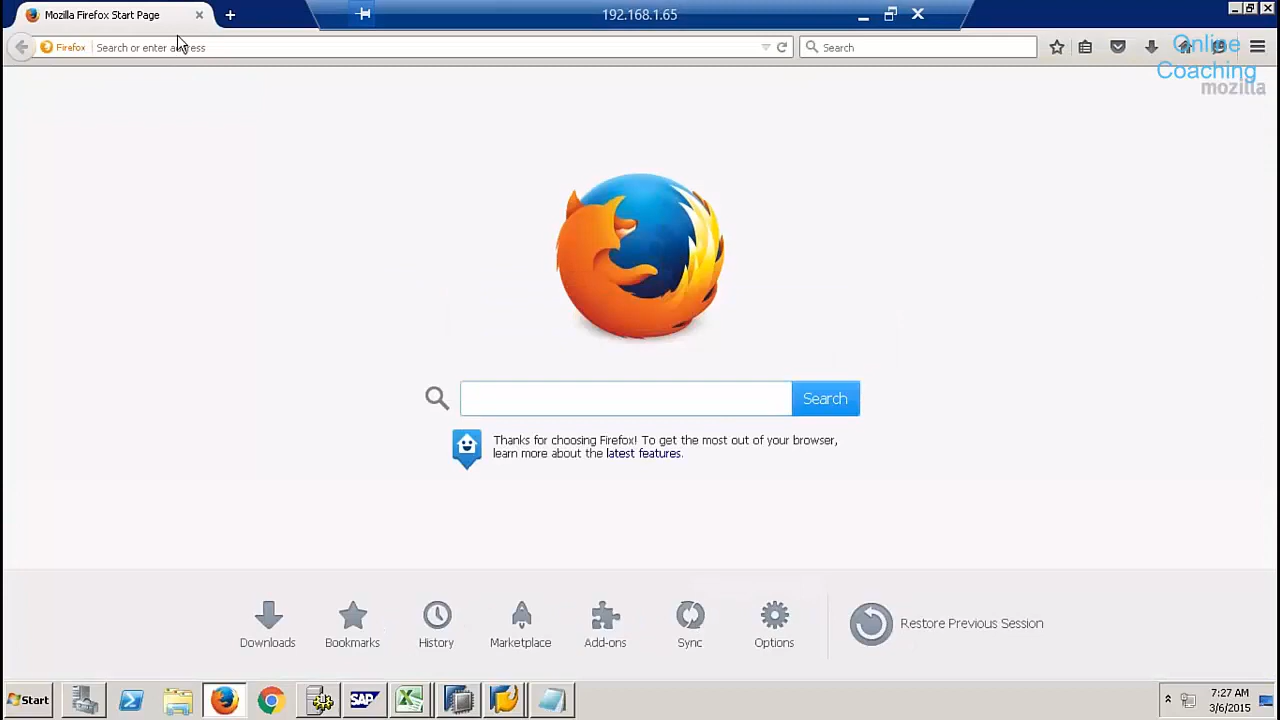 Mozilla Firefox Start Page
192.168.1.65
Firefox
Search or enter address
Search
Online
Coaching
mozilla
Search
Thanks for choosing Firefox! To get the most out of your browser,
learn more about the latest features.
Downloads
Bookmarks
History
Marketplace
Add-ons
Sync
Options
Restore Previous Session
Start
SAP
7:27 AM
3/6/2015